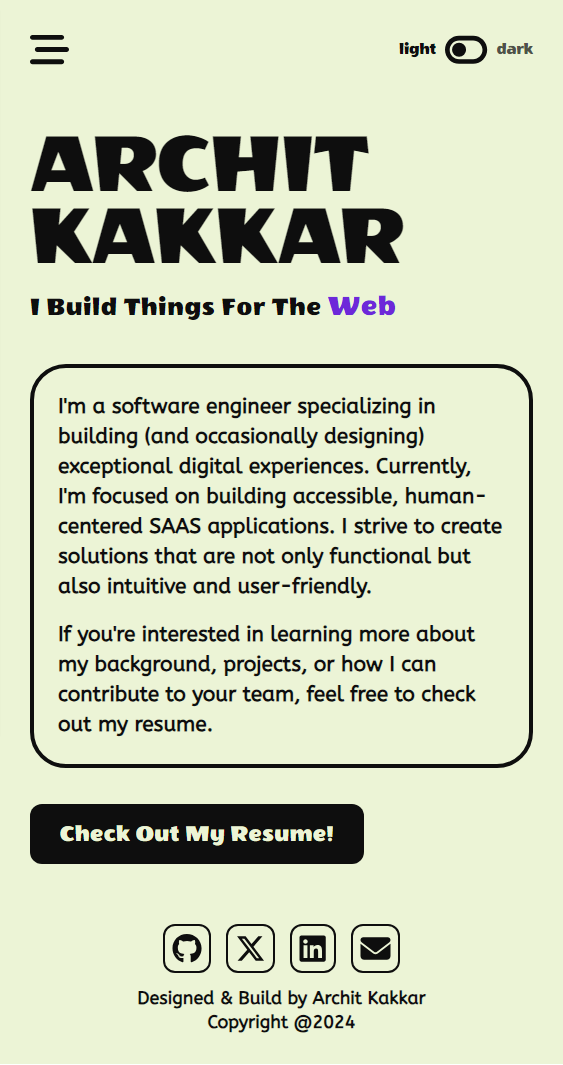 light dark
ARCHIT
KAKKAR
I Build Things For The Web
I'm a software engineer specializing in
building (and occasionally designing)
exceptional digital experiences. Currently,
I'm focused on building accessible, human-
centered SAAS applications. I strive to create
solutions that are not only functional but
also intuitive and user-friendly.
If you're interested in learning more about
my background, projects, or how I can
contribute to your team, feel free to check
out my resume.
Check Out My Resume!
Designed & Build by Archit Kakkar
Copyright @2024